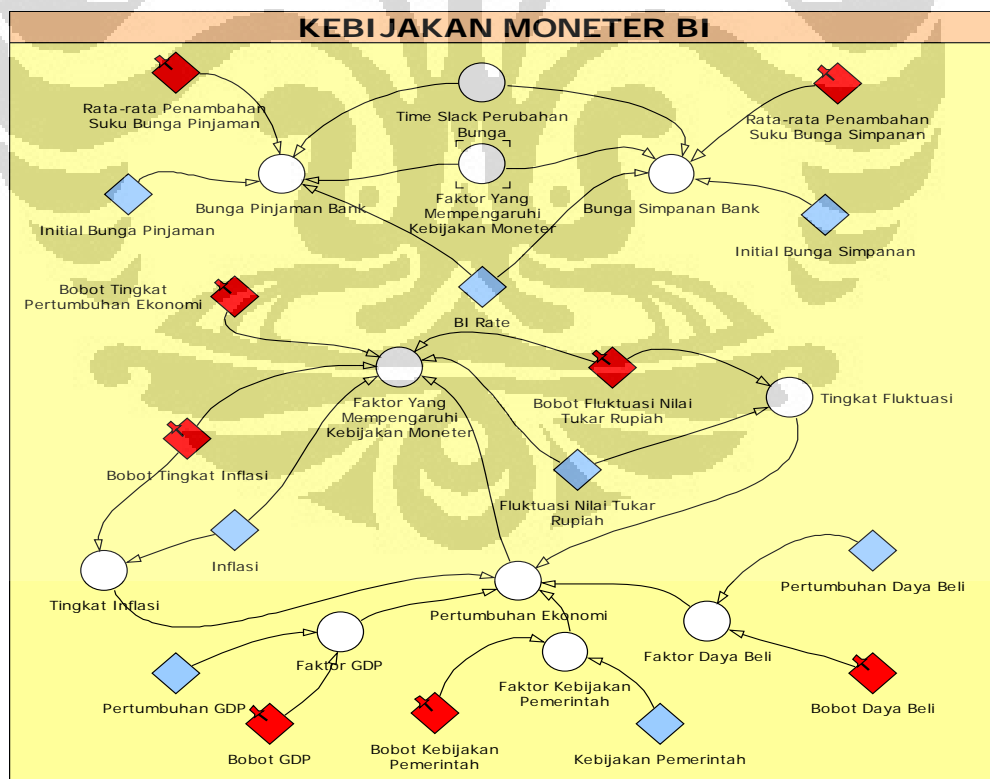 KEBIJAKAN MONETER BI
Rata-rata Penambahan
Suku Bunga Pinjaman
Time Slack Perubahan
Bunga
Rata-rata Penambahan
Suku Bunga Simpanan
Initial Bunga Pinjaman
Bunga Pinjaman Bank
Faktor Yang
Mempengaruhi
Kebijakan Moneter
Bunga Simpanan Bank
Initial Bunga Simpanan
Bobot Tingkat
Pertumbuhan Ekonomi
BI Rate
Faktor Yang
Mempengaruhi
Kebijakan Moneter
Bobot Fluktuasi Nilai
Tukar Rupiah
Tingkat Fluktuasi
Bobot Tingkat Inflasi
Fluktuasi Nilai Tukar
Rupiah
Inflasi
Tingkat Inflasi
Pertumbuhan Ekonomi
Pertumbuhan Daya Beli
Faktor GDP
Faktor Daya Beli
Faktor Kebijakan
Pemerintah
Pertumbuhan GDP
Bobot Daya Beli
Bobot GDP
Bobot Kebijakan
Pemerintah
Kebijakan Pemerintah